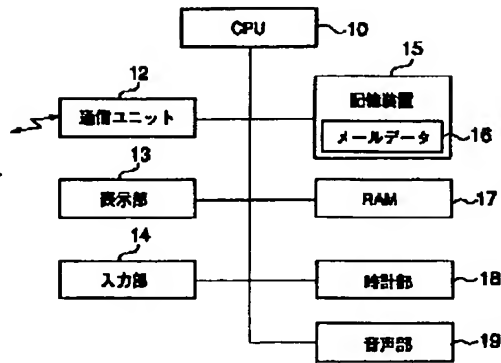 CPU
10
12
通信ユニット
15
記憶装置
メールデータ
16
13
表示部
RAM
17
14
入力部
時計部
18
音声部
19